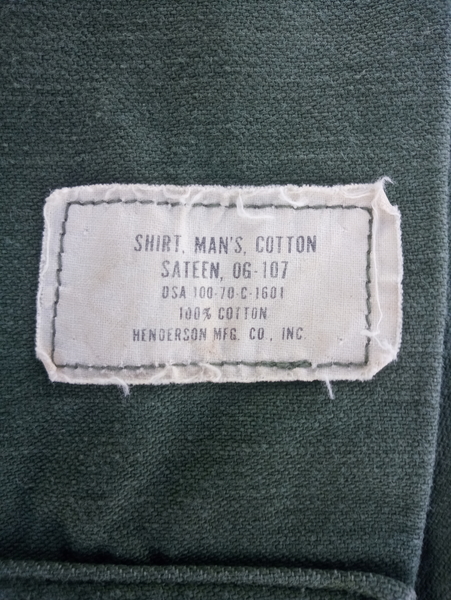 SHIRT, MAN'S, COTTON
SATEEN, OG-107
DSA 100-70-C-1601
100% COTTON
HENDERSON MFG. CO., INC.